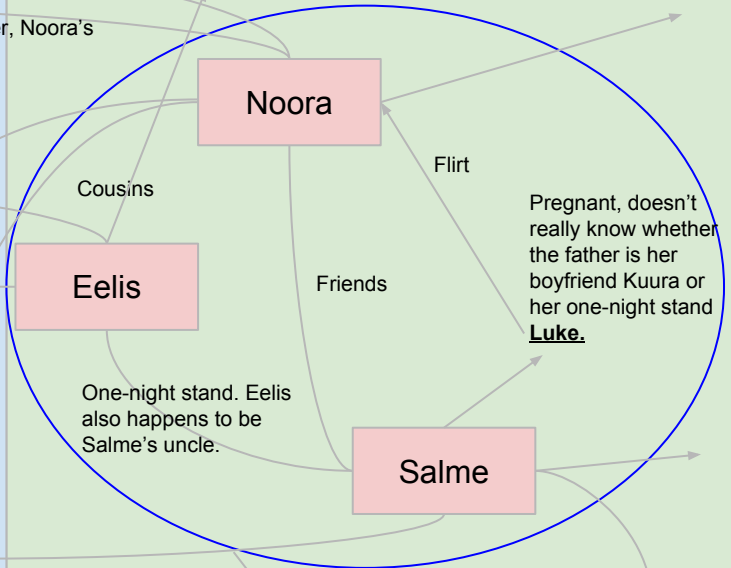 r, Noora's
Noora
Flirt
Cousins
Pregnant, doesn't
really know whether
the father is her
boyfriend Kuura or
her one-night stand
Luke.
Eelis
Friends
One-night stand. Eelis
also happens to be
Salme's uncle.
Salme